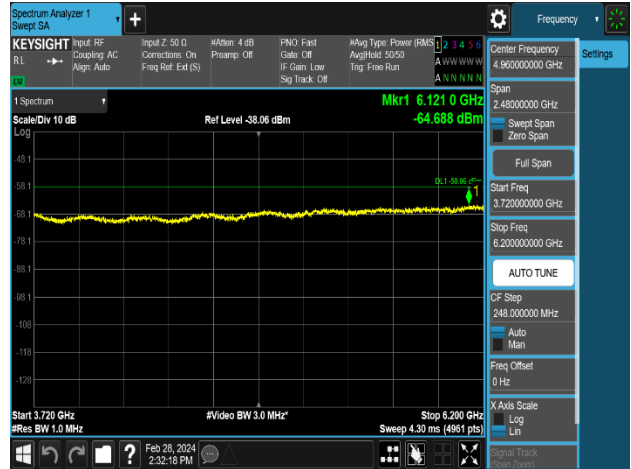 Spectrum Analyzer 1
Swept SA
Frequency
KEYSIGHT
Input: RF
Input Z: 50 Ω
#Atten: 4 dB
PNO: Fast
#Avg Type: Power (RMS
1 2 3 4 5 6
RL
Coupling: AC
Corrections: On
Preamp: Off
Gate: Off
Avg|Hold: 50/50
A W W W W W
Align: Auto
Freq Ref: Ext (S)
IF Gain: Low
Trig: Free Run
Sig Track: Off
A N N N N N
1 Spectrum
Mkr1 6.121 0 GHz
Scale/Div 10 dB
Ref Level -38.06 dBm
-64.688 dBm
Log
-48.1
-58.1
1
-68.1
-78.1
-88.1
-98.1
-108
-118
-128
Start 3.720 GHz
#Video BW 3.0 MHz*
Stop 6.200 GHz
#Res BW 1.0 MHz
Sweep 4.30 ms (4961 pts)
Feb 28, 2024
2:32:18 PM
?
Center Frequency
4.960000000 GHz
Settings
Span
2.48000000 GHz
Swept Span
Zero Span
Full Span
Start Freq
3.720000000 GHz
Stop Freq
6.200000000 GHz
AUTO TUNE
CF Step
248.000000 MHz
Auto
Man
Freq Offset
0 Hz
X Axis Scale
Log
Lin
Signal Track
(Span Zoom)